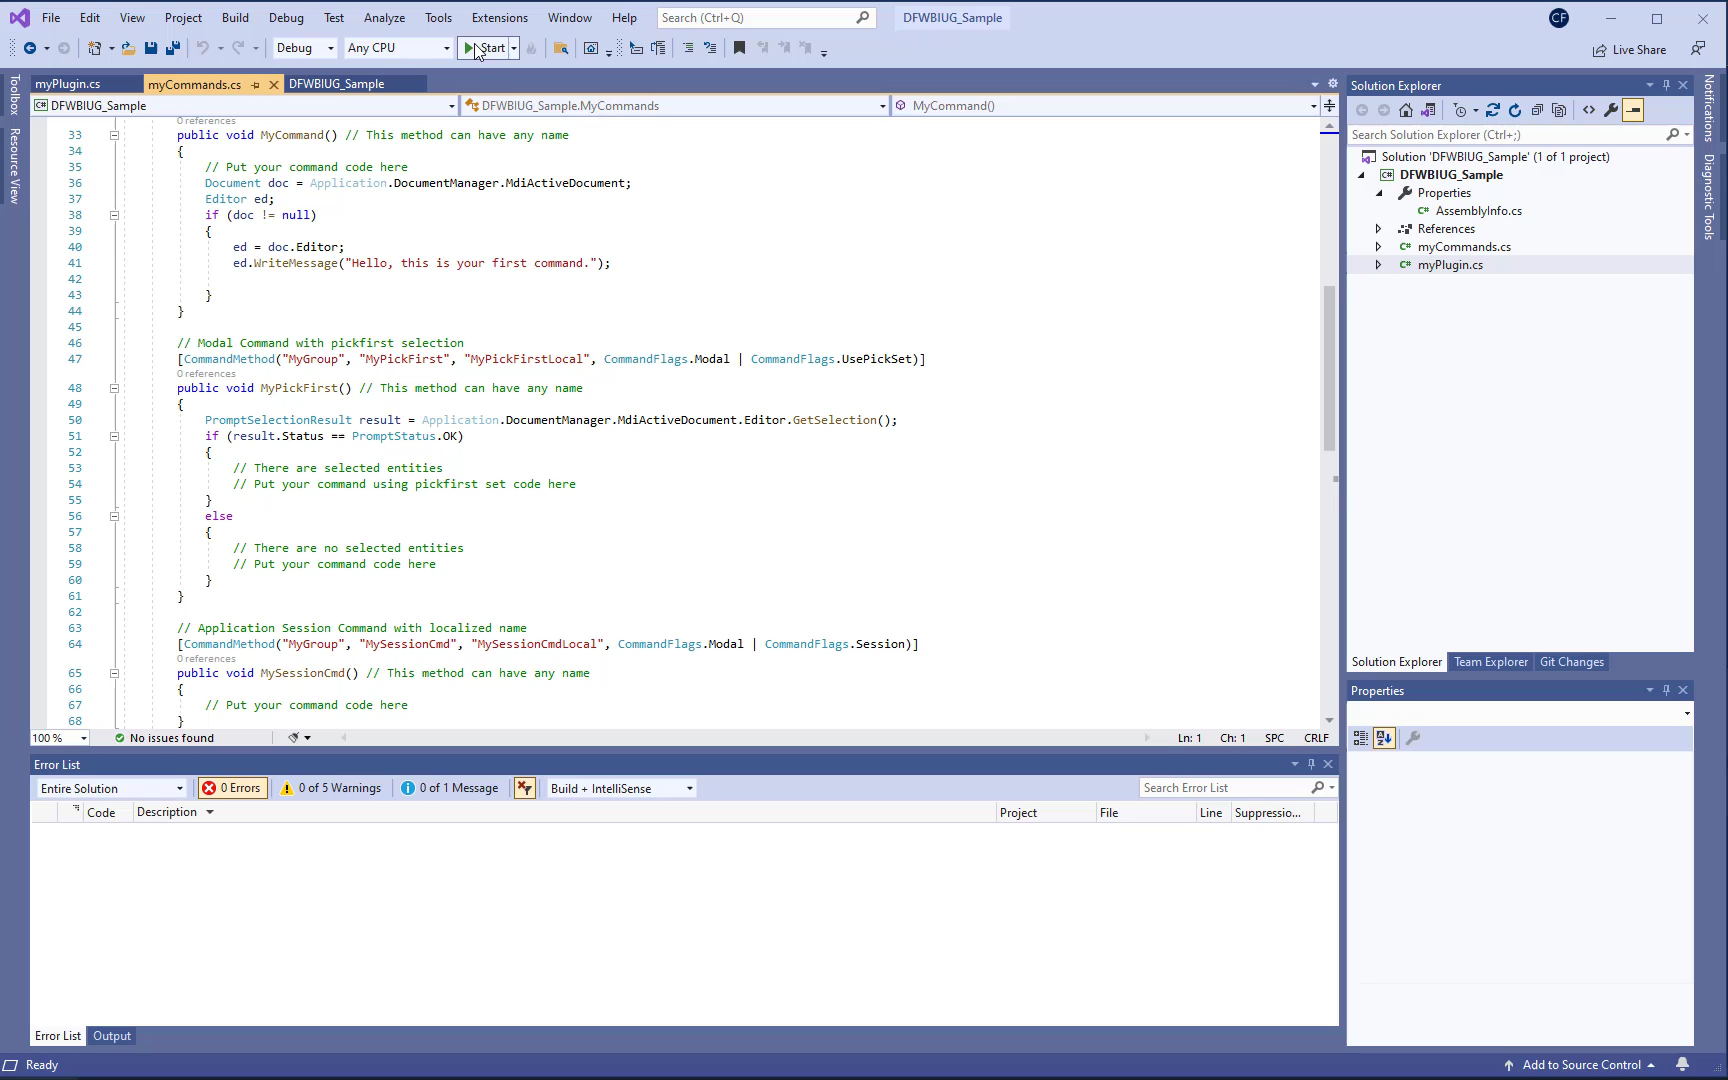 File Edit View Project Build Debug Test Analyze Tools Extensions Window Help Search (Ctrl+Q) DFWBIUG_Sample CF
Debug Any CPU Start Live Share
Toolbox
Resource View
myPlugin.cs myCommands.cs DFWBIUG_Sample
C# DFWBIUG_Sample DFWBIUG_Sample.MyCommands MyCommand()
0 references
33 public void MyCommand() // This method can have any name
34 {
35 // Put your command code here
36 Document doc = Application.DocumentManager.MdiActiveDocument;
37 Editor ed;
38 if (doc != null)
39 {
40 ed = doc.Editor;
41 ed.WriteMessage("Hello, this is your first command.");
42
43 }
44 }
45
46 // Modal Command with pickfirst selection
47 [CommandMethod("MyGroup", "MyPickFirst", "MyPickFirstLocal", CommandFlags.Modal | CommandFlags.UsePickSet)]
0 references
48 public void MyPickFirst() // This method can have any name
49 {
50 PromptSelectionResult result = Application.DocumentManager.MdiActiveDocument.Editor.GetSelection();
51 if (result.Status == PromptStatus.OK)
52 {
53 // There are selected entities
54 // Put your command using pickfirst set code here
55 }
56 else
57 {
58 // There are no selected entities
59 // Put your command code here
60 }
61 }
62
63 // Application Session Command with localized name
64 [CommandMethod("MyGroup", "MySessionCmd", "MySessionCmdLocal", CommandFlags.Modal | CommandFlags.Session)]
0 references
65 public void MySessionCmd() // This method can have any name
66 {
67 // Put your command code here
68 }
100 % No issues found Ln: 1 Ch: 1 SPC CRLF
Error List
Entire Solution 0 Errors 0 of 5 Warnings 0 of 1 Message Build + IntelliSense Search Error List
Code Description Project File Line Suppressio...
Error List Output
Solution Explorer
Search Solution Explorer (Ctrl+;)
Solution 'DFWBIUG_Sample' (1 of 1 project)
C# DFWBIUG_Sample
Properties
C# AssemblyInfo.cs
References
C# myCommands.cs
C# myPlugin.cs
Solution Explorer Team Explorer Git Changes
Properties
Notifications
Diagnostic Tools
Ready Add to Source Control